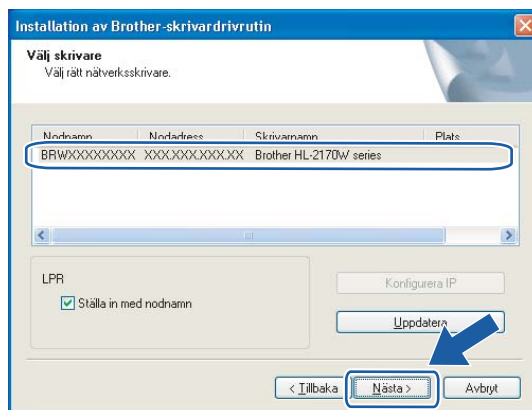 Installation av Brother-skrivardrivrutin
Välj skrivare
Välj rätt nätverksskrivare.
Nodnamn Nodadress Skrivarnamn Plats
BRWXXXXXXXX XXX.XXX.XXX.XX Brother HL-2170W series
LPR
Konfigurera IP
Ställa in med nodnamn
Uppdatera
< Tillbaka Nästa > Avbryt